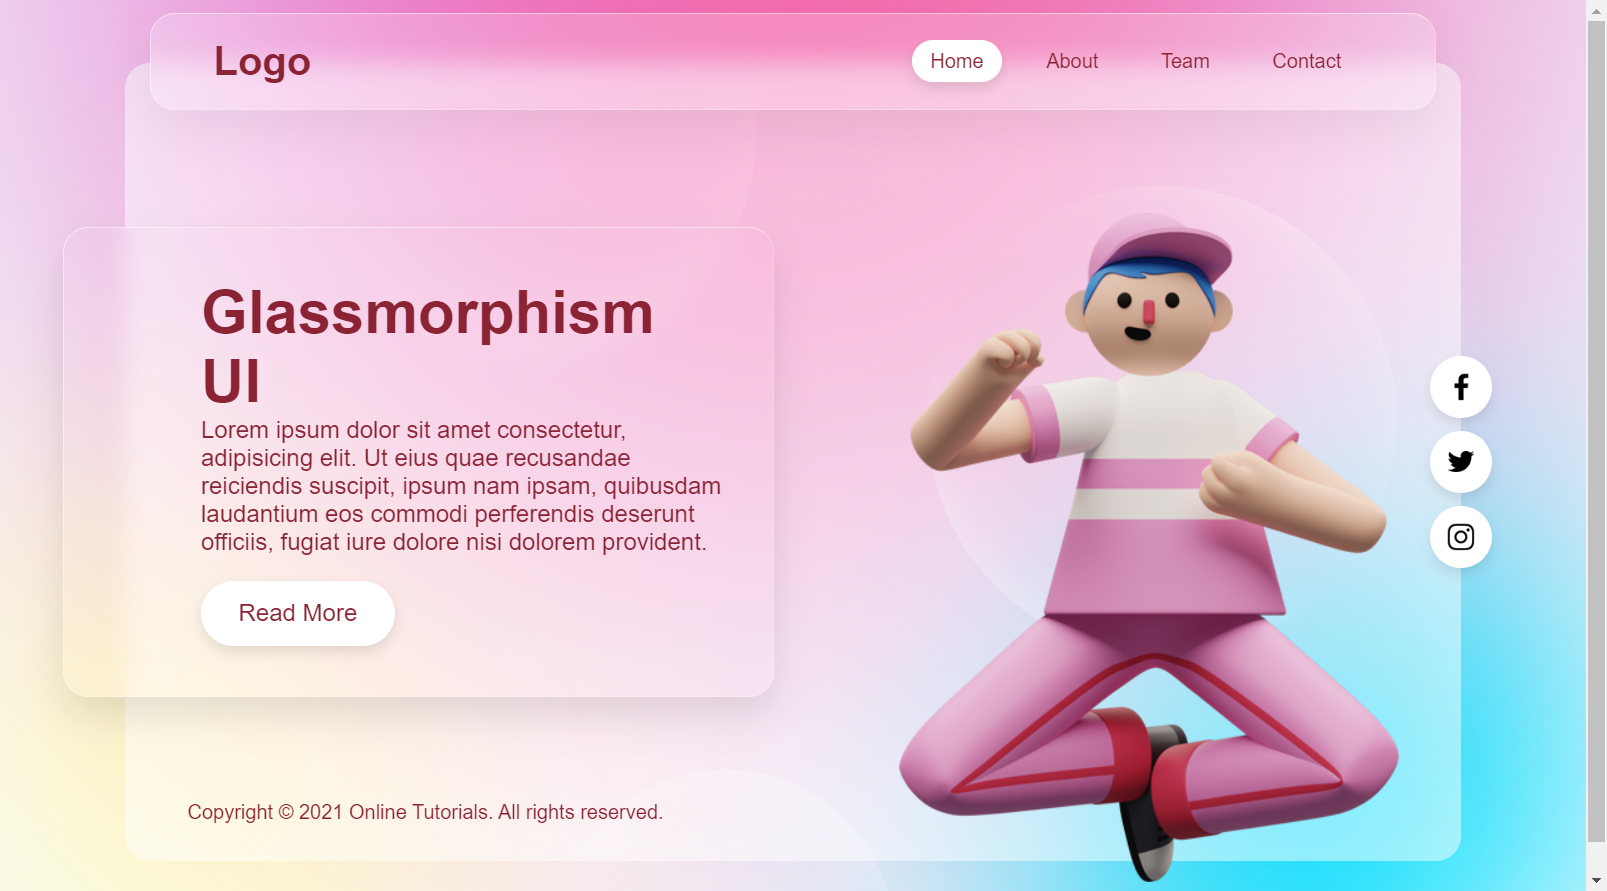 Logo
Home
About
Team
Contact
Glassmorphism
UI
Lorem ipsum dolor sit amet consectetur,
adipisicing elit. Ut eius quae recusandae
reiciendis suscipit, ipsum nam ipsam, quibusdam
laudantium eos commodi perferendis deserunt
officiis, fugiat iure dolore nisi dolorem provident.
Read More
Copyright © 2021 Online Tutorials. All rights reserved.